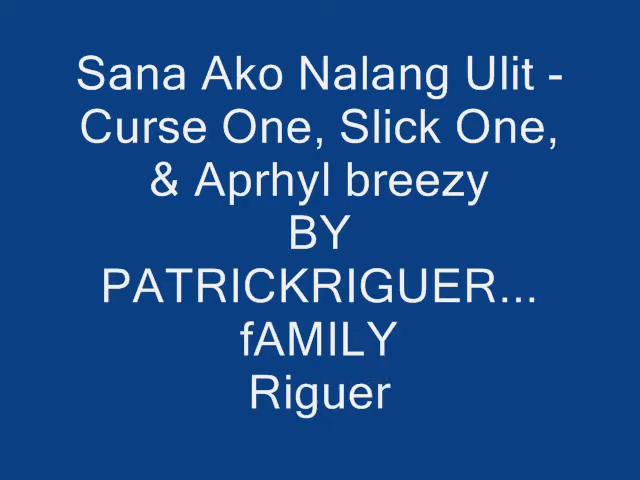 Sana Ako Nalang Ulit -
Curse One, Slick One,
& Aprhyl breezy
BY
PATRICKRIGUER...
fAMILY
Riguer